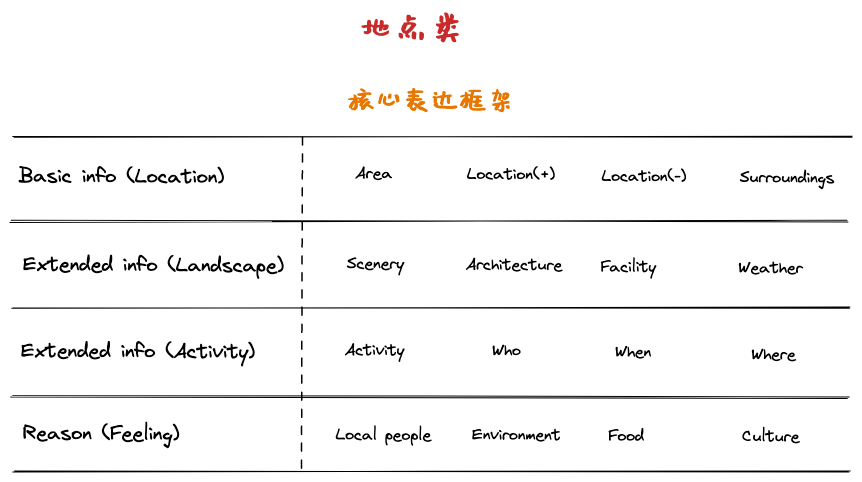 地点类
核心表达框架
Basic info (Location) Area Location(+) Location(-) Surroundings
Extended info (Landscape) Scenery Architecture Facility Weather
Extended info (Activity) Activity Who When Where
Reason (Feeling) Local people Environment Food Culture